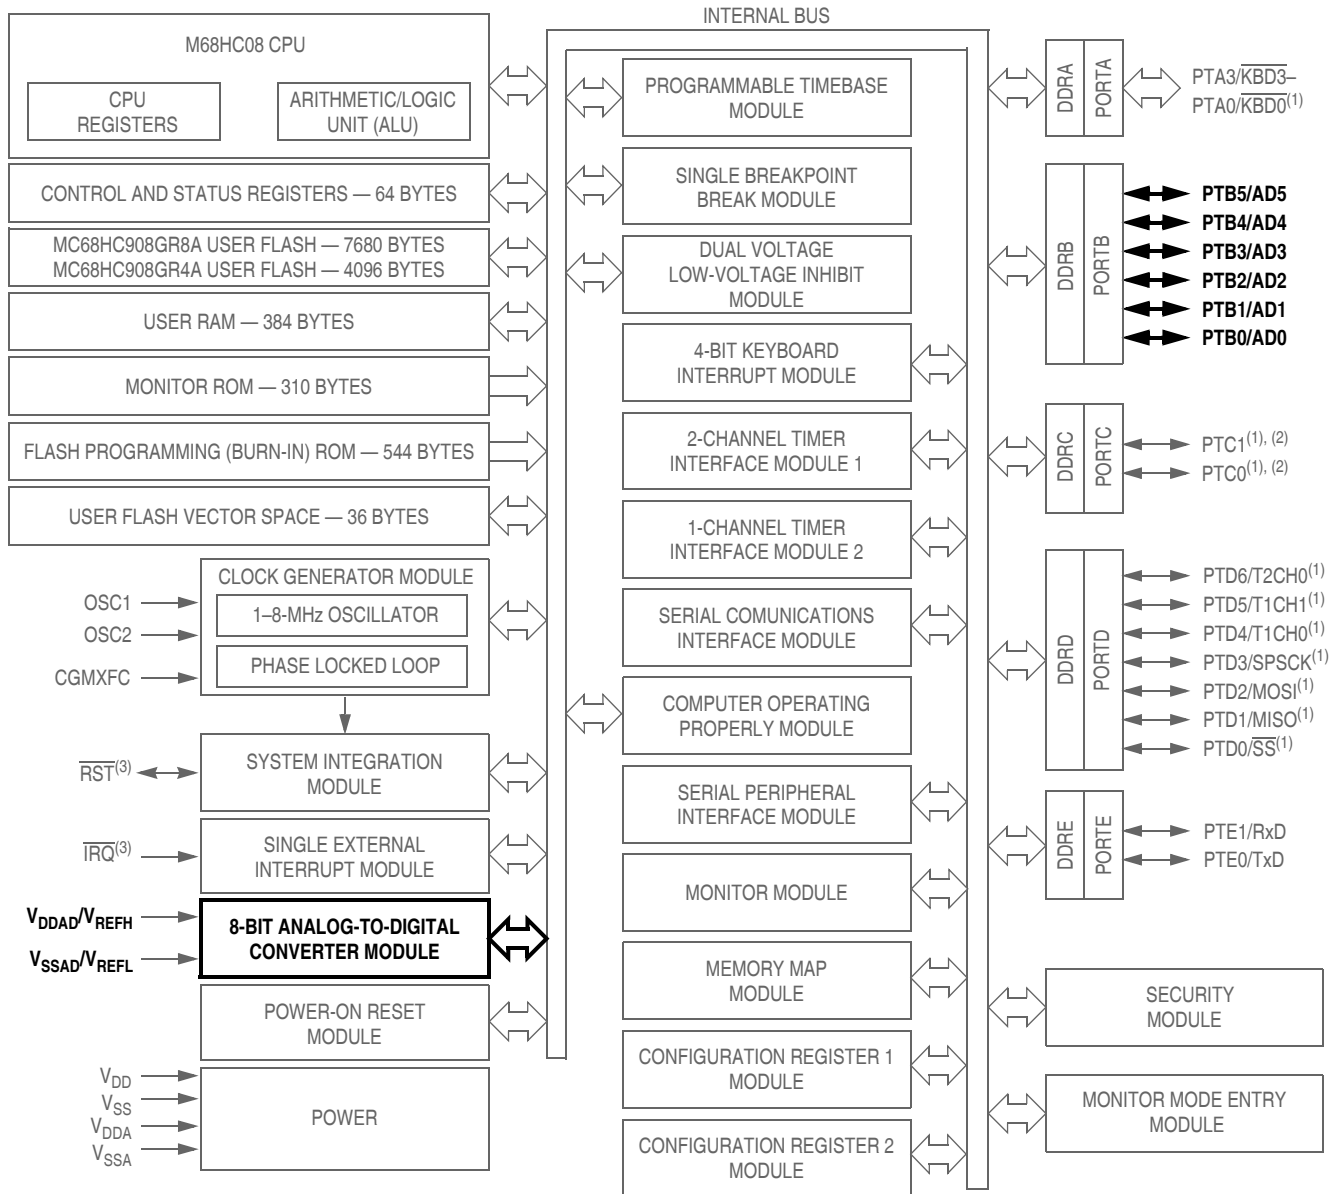 INTERNAL BUS
M68HC08 CPU
CPU
REGISTERS
ARITHMETIC/LOGIC
UNIT (ALU)
CONTROL AND STATUS REGISTERS — 64 BYTES
MC68HC908GR8A USER FLASH — 7680 BYTES
MC68HC908GR4A USER FLASH — 4096 BYTES
USER RAM — 384 BYTES
MONITOR ROM — 310 BYTES
FLASH PROGRAMMING (BURN-IN) ROM — 544 BYTES
USER FLASH VECTOR SPACE — 36 BYTES
CLOCK GENERATOR MODULE
1–8-MHz OSCILLATOR
PHASE LOCKED LOOP
OSC1
OSC2
CGMXFC
SYSTEM INTEGRATION
MODULE
RST(3)
SINGLE EXTERNAL
INTERRUPT MODULE
IRQ(3)
8-BIT ANALOG-TO-DIGITAL
CONVERTER MODULE
VDDAD/VREFH
VSSAD/VREFL
POWER-ON RESET
MODULE
POWER
VDD
VSS
VDDA
VSSA
PROGRAMMABLE TIMEBASE
MODULE
SINGLE BREAKPOINT
BREAK MODULE
DUAL VOLTAGE
LOW-VOLTAGE INHIBIT
MODULE
4-BIT KEYBOARD
INTERRUPT MODULE
2-CHANNEL TIMER
INTERFACE MODULE 1
1-CHANNEL TIMER
INTERFACE MODULE 2
SERIAL COMUNICATIONS
INTERFACE MODULE
COMPUTER OPERATING
PROPERLY MODULE
SERIAL PERIPHERAL
INTERFACE MODULE
MONITOR MODULE
MEMORY MAP
MODULE
CONFIGURATION REGISTER 1
MODULE
CONFIGURATION REGISTER 2
MODULE
DDRA
PORTA
PTA3/KBD3–
PTA0/KBD0(1)
DDRB
PORTB
PTB5/AD5
PTB4/AD4
PTB3/AD3
PTB2/AD2
PTB1/AD1
PTB0/AD0
DDRC
PORTC
PTC1(1), (2)
PTC0(1), (2)
DDRD
PORTD
PTD6/T2CH0(1)
PTD5/T1CH1(1)
PTD4/T1CH0(1)
PTD3/SPSCK(1)
PTD2/MOSI(1)
PTD1/MISO(1)
PTD0/SS(1)
DDRE
PORTE
PTE1/RxD
PTE0/TxD
SECURITY
MODULE
MONITOR MODE ENTRY
MODULE